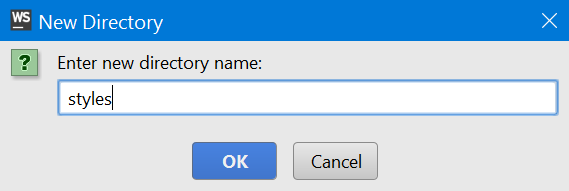 WS New Directory
? Enter new directory name:
styles
OK Cancel